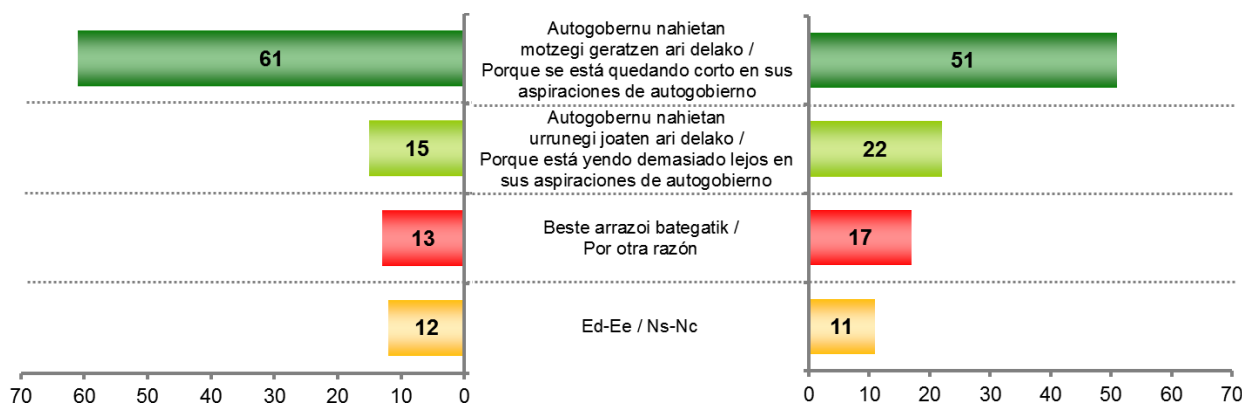 Autogobernu nahietan
motzegi geratzen ari delako /
Porque se está quedando corto en sus
aspiraciones de autogobierno
61
51
Autogobernu nahietan
urrunegi joaten ari delako /
Porque está yendo demasiado lejos en
sus aspiraciones de autogobierno
15
22
Beste arrazoi bategatik /
Por otra razón
13
17
Ed-Ee / Ns-Nc
12
11
70 60 50 40 30 20 10 0
0 10 20 30 40 50 60 70